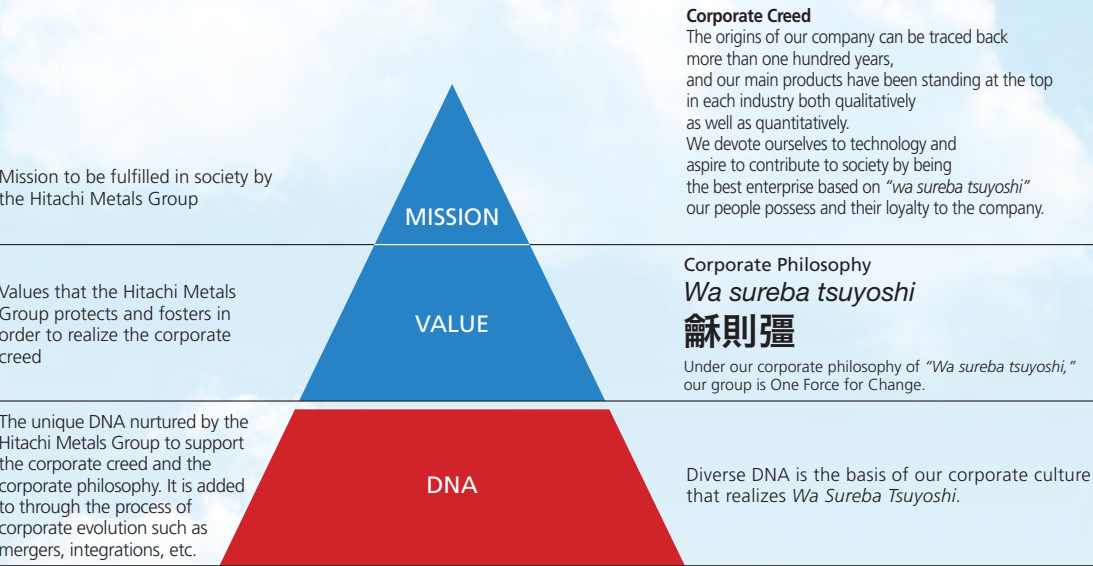 Corporate Creed
The origins of our company can be traced back
more than one hundred years,
and our main products have been standing at the top
in each industry both qualitatively
as well as quantitatively.
We devote ourselves to technology and
aspire to contribute to society by being
the best enterprise based on “wa sureba tsuyoshi”
our people possess and their loyalty to the company.
Mission to be fulfilled in society by
the Hitachi Metals Group
MISSION
Values that the Hitachi Metals
Group protects and fosters in
order to realize the corporate
creed
VALUE
Corporate Philosophy
Wa sureba tsuyoshi
龢則彊
Under our corporate philosophy of “Wa sureba tsuyoshi,”
our group is One Force for Change.
The unique DNA nurtured by the
Hitachi Metals Group to support
the corporate creed and the
corporate philosophy. It is added
to through the process of
corporate evolution such as
mergers, integrations, etc.
DNA
Diverse DNA is the basis of our corporate culture
that realizes Wa Sureba Tsuyoshi.